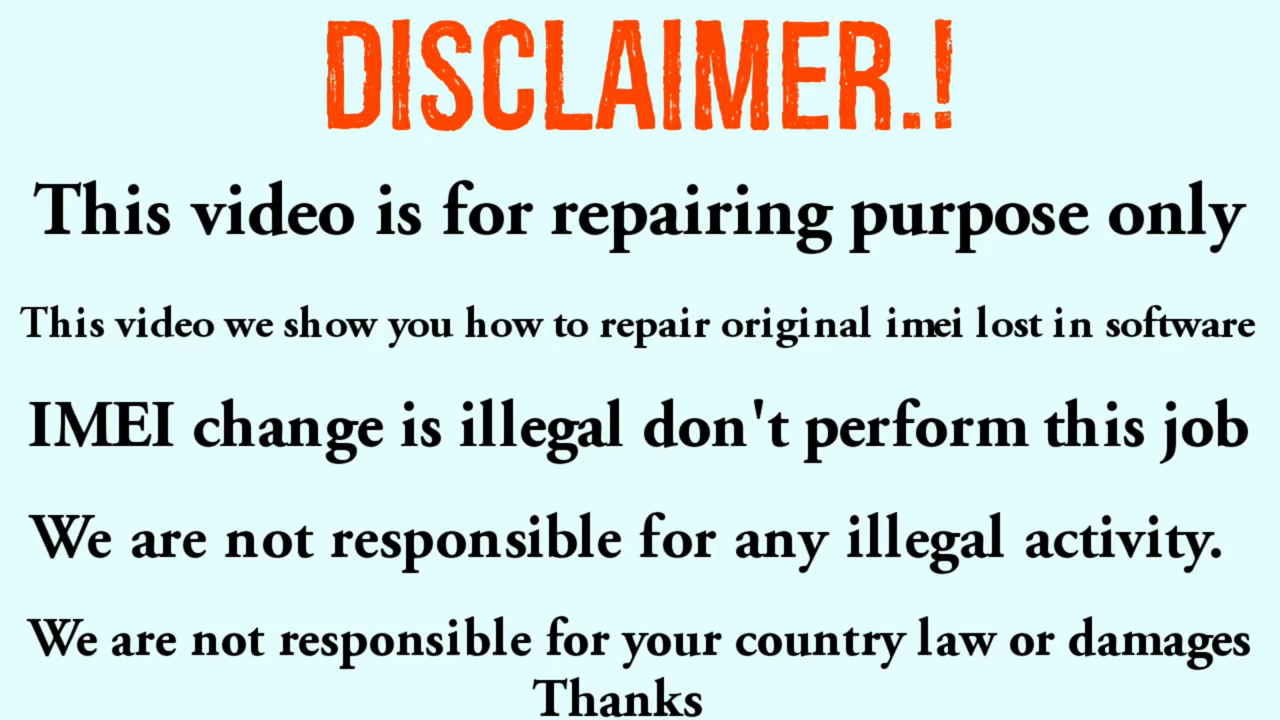 DISCLAIMER.!
This video is for repairing purpose only
This video we show you how to repair original imei lost in software
IMEI change is illegal don't perform this job
We are not responsible for any illegal activity.
We are not responsible for your country law or damages
Thanks